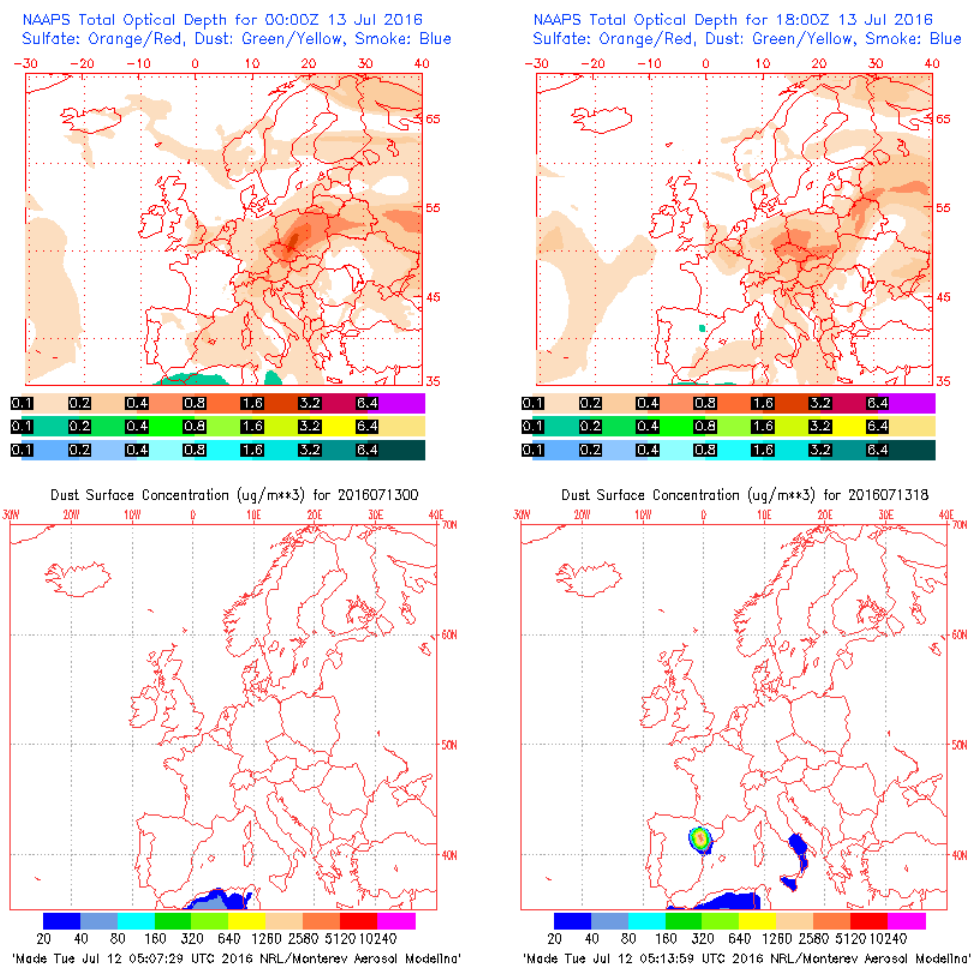 NAAPS Total Optical Depth for 00:00Z 13 Jul 2016
Sulfate: Orange/Red, Dust: Green/Yellow, Smoke: Blue
-30 -20 -10 0 10 20 30 40
65
55
45
35
0.1 0.2 0.4 0.8 1.6 3.2 6.4
0.1 0.2 0.4 0.8 1.6 3.2 6.4
0.1 0.2 0.4 0.8 1.6 3.2 6.4
NAAPS Total Optical Depth for 18:00Z 13 Jul 2016
Sulfate: Orange/Red, Dust: Green/Yellow, Smoke: Blue
-30 -20 -10 0 10 20 30 40
65
55
45
35
0.1 0.2 0.4 0.8 1.6 3.2 6.4
0.1 0.2 0.4 0.8 1.6 3.2 6.4
0.1 0.2 0.4 0.8 1.6 3.2 6.4
Dust Surface Concentration (ug/m**3) for 2016071300
30W 20W 10W 0 10E 20E 30E 40E
70N
60N
50N
40N
20 40 80 160 320 640 1260 2580 5120 10240
'Made Tue Jul 12 05:07:29 UTC 2016 NRL/Monterey Aerosol Modeling'
Dust Surface Concentration (ug/m**3) for 2016071318
30W 20W 10W 0 10E 20E 30E 40E
70N
60N
50N
40N
20 40 80 160 320 640 1260 2580 5120 10240
'Made Tue Jul 12 05:13:59 UTC 2016 NRL/Monterey Aerosol Modeling'